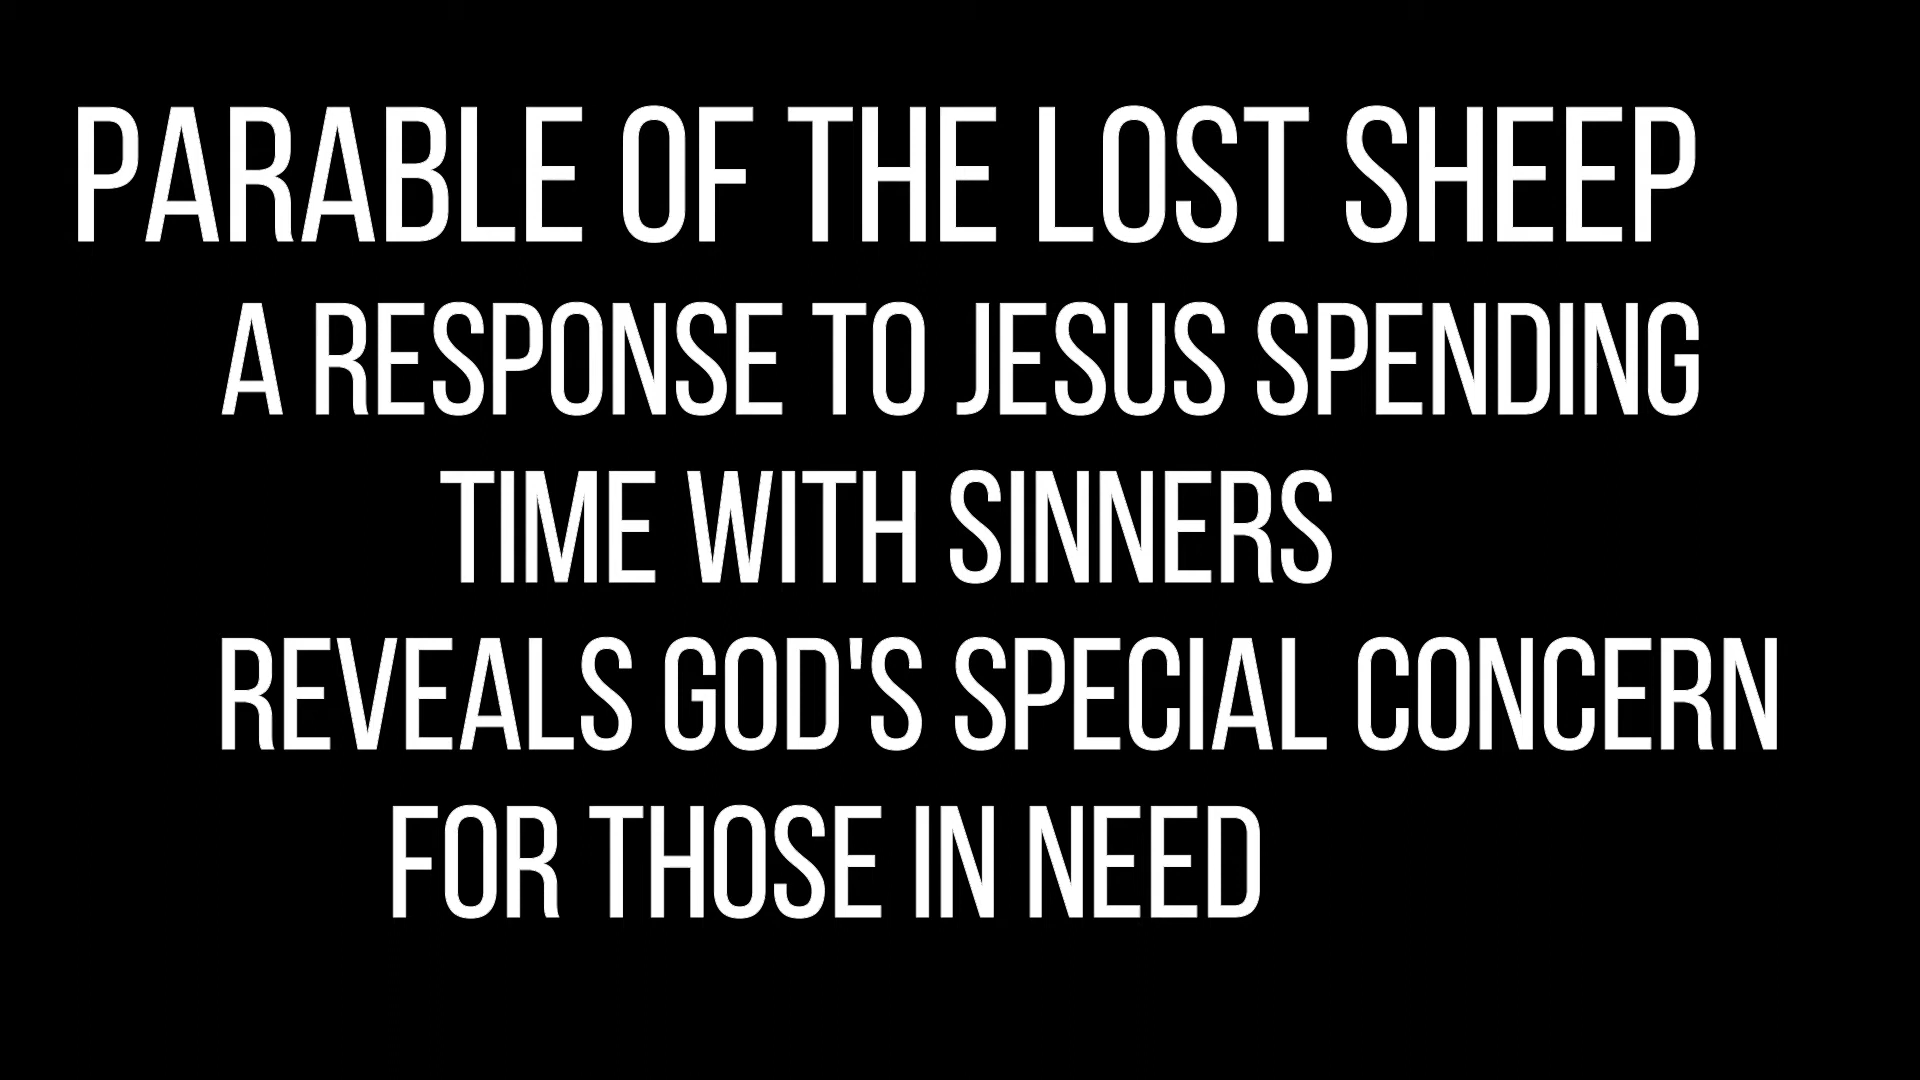 PARABLE OF THE LOST SHEEP
A RESPONSE TO JESUS SPENDING
TIME WITH SINNERS
REVEALS GOD'S SPECIAL CONCERN
FOR THOSE IN NEED